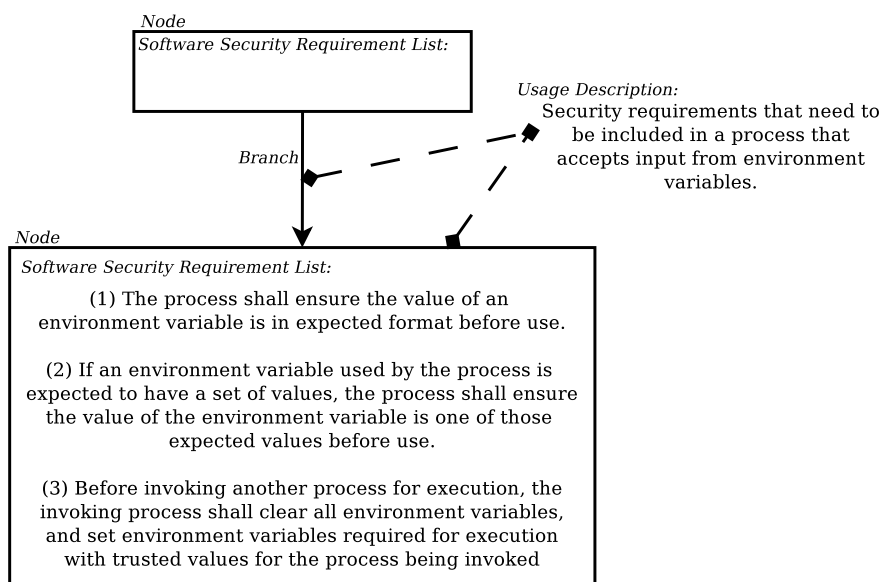 Node
Software Security Requirement List:
Usage Description:
Security requirements that need to
be included in a process that
accepts input from environment
variables.
Branch
Node
Software Security Requirement List:
(1) The process shall ensure the value of an
environment variable is in expected format before use.
(2) If an environment variable used by the process is
expected to have a set of values, the process shall ensure
the value of the environment variable is one of those
expected values before use.
(3) Before invoking another process for execution, the
invoking process shall clear all environment variables,
and set environment variables required for execution
with trusted values for the process being invoked